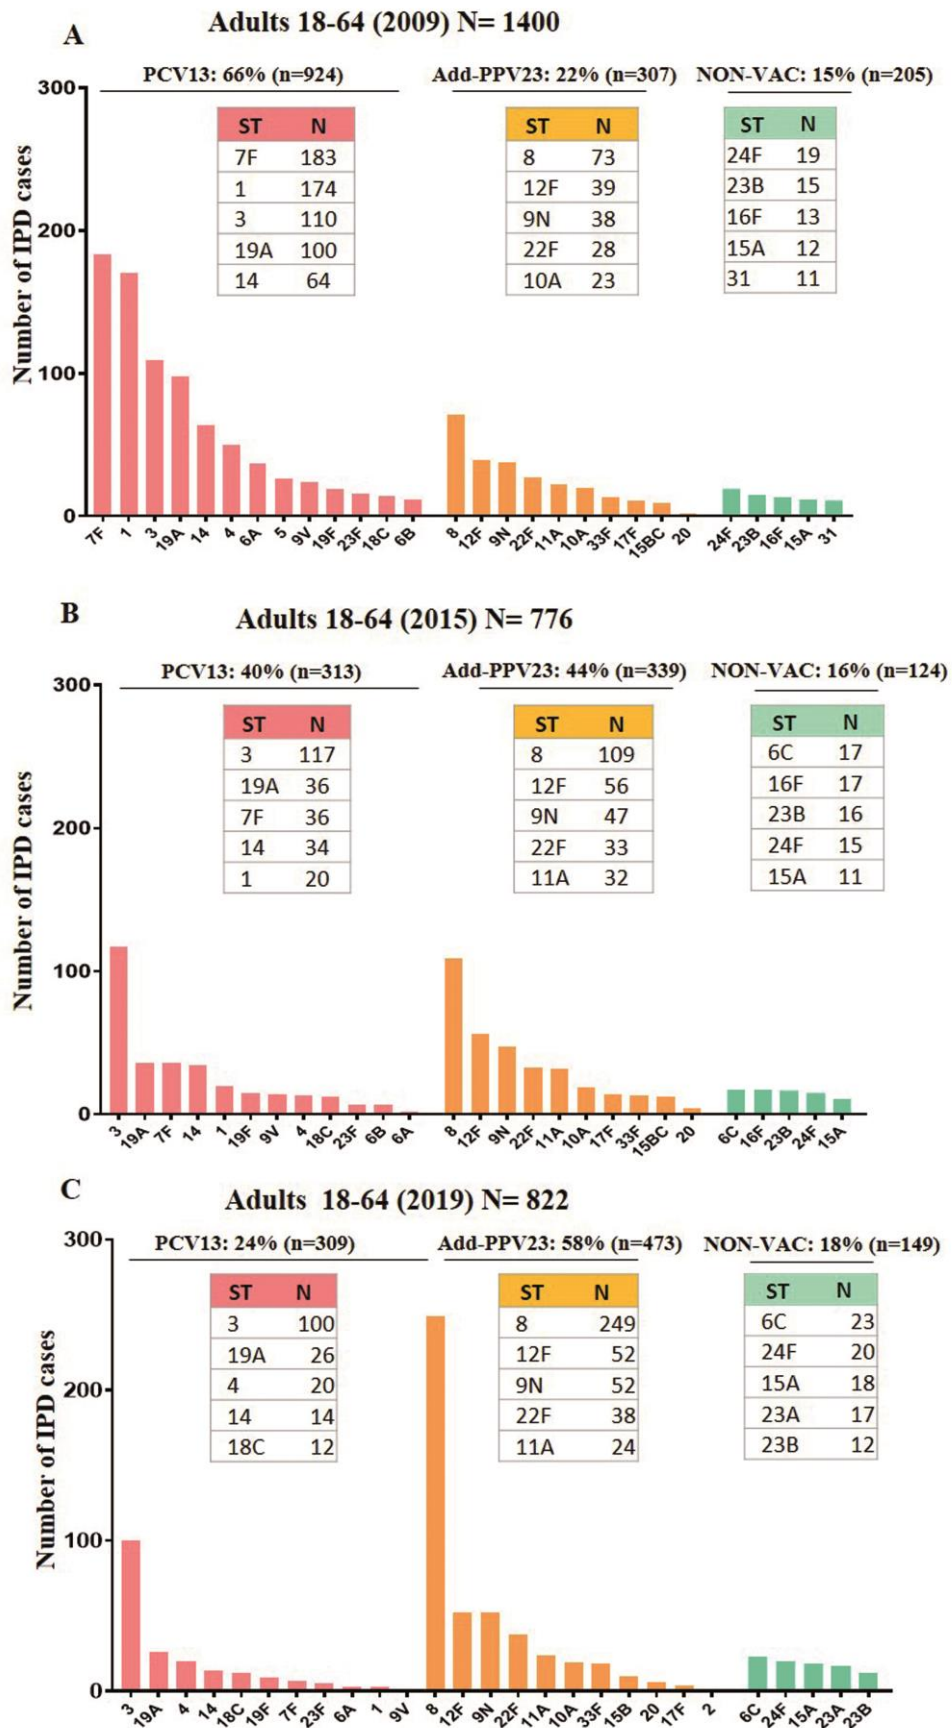 A
Adults 18-64 (2009) N= 1400
PCV13: 66% (n=924) Add-PPV23: 22% (n=307) NON-VAC: 15% (n=205)
Number of IPD cases
300
200
100
0
ST N
7F 183
1 174
3 110
19A 100
14 64
ST N
8 73
12F 39
9N 38
22F 28
10A 23
ST N
24F 19
23B 15
16F 13
15A 12
31 11
7F 1 3 19A 14 4 6A 5 9V 19F 23F 18C 6B 8 12F 9N 22F 11A 10A 33F 17F 15BC 20 24F 23B 16F 15A 31
B
Adults 18-64 (2015) N= 776
PCV13: 40% (n=313) Add-PPV23: 44% (n=339) NON-VAC: 16% (n=124)
Number of IPD cases
300
200
100
0
ST N
3 117
19A 36
7F 36
14 34
1 20
ST N
8 109
12F 56
9N 47
22F 33
11A 32
ST N
6C 17
16F 17
23B 16
24F 15
15A 11
3 19A 7F 14 1 19F 9V 4 18C 23F 6B 6A 8 12F 9N 22F 11A 10A 17F 33F 15BC 20 6C 16F 23B 24F 15A
C
Adults 18-64 (2019) N= 822
PCV13: 24% (n=309) Add-PPV23: 58% (n=473) NON-VAC: 18% (n=149)
Number of IPD cases
300
200
100
0
ST N
3 100
19A 26
4 20
14 14
18C 12
ST N
8 249
12F 52
9N 52
22F 38
11A 24
ST N
6C 23
24F 20
15A 18
23A 17
23B 12
3 19A 4 14 18C 19F 7F 23F 6A 1 9V 8 12F 9N 22F 11A 10A 33F 15B 20 17F 2 6C 24F 15A 23A 23B